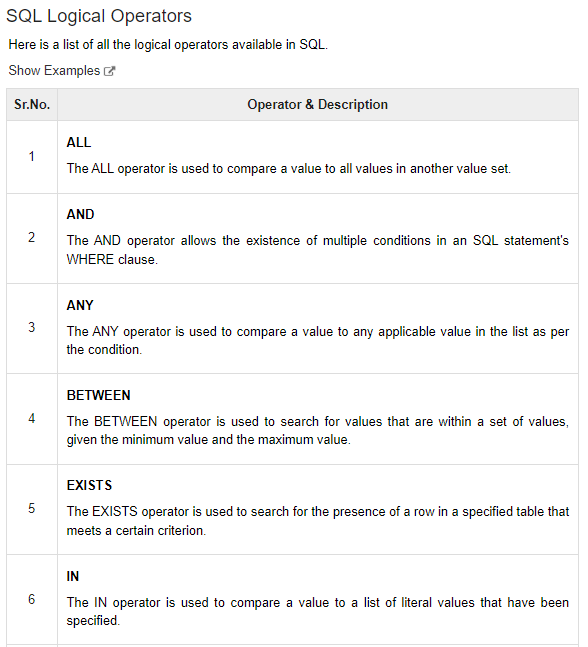 SQL Logical Operators
Here is a list of all the logical operators available in SQL.
Show Examples
Sr.No. Operator & Description
1
ALL
The ALL operator is used to compare a value to all values in another value set.
2
AND
The AND operator allows the existence of multiple conditions in an SQL statement's
WHERE clause.
3
ANY
The ANY operator is used to compare a value to any applicable value in the list as per
the condition.
4
BETWEEN
The BETWEEN operator is used to search for values that are within a set of values,
given the minimum value and the maximum value.
5
EXISTS
The EXISTS operator is used to search for the presence of a row in a specified table that
meets a certain criterion.
6
IN
The IN operator is used to compare a value to a list of literal values that have been
specified.